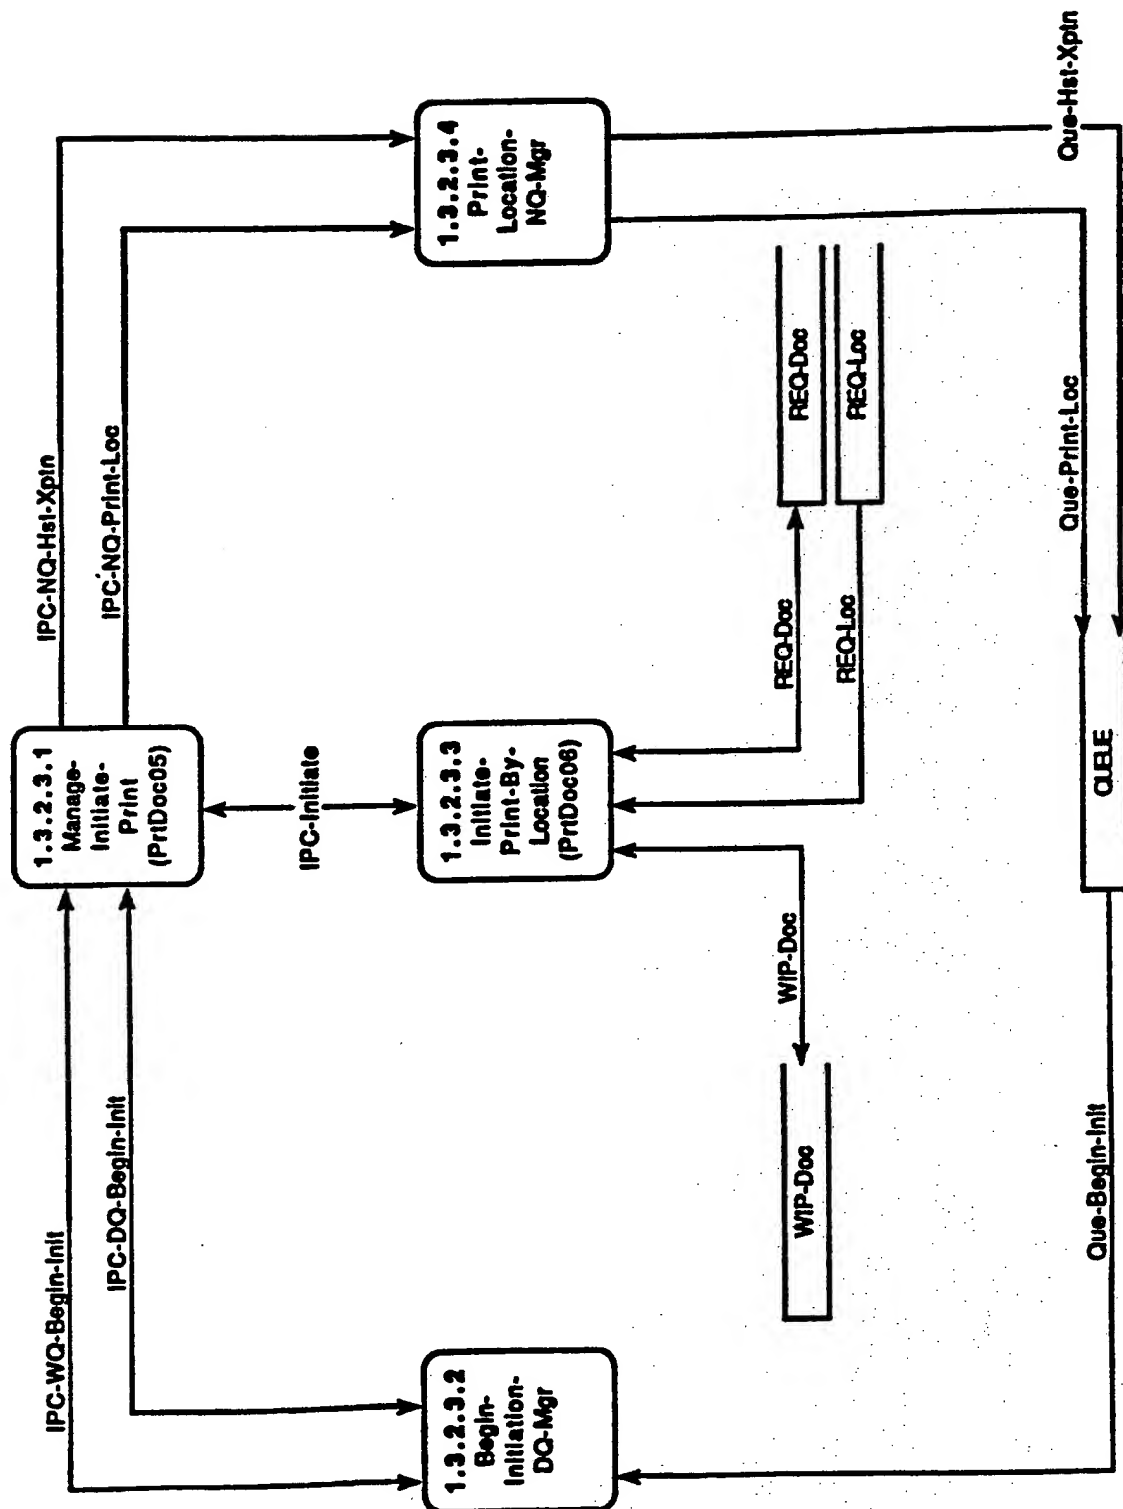 IPC-WQ-Begin-Init
IPC-DQ-Begin-Init
1.3.2.3.1
Manage-
Initiate-
Print
(PrtDoc05)
IPC-NQ-Hst-Xptn
IPC-NQ-Print-Loc
IPC-Initiate
1.3.2.3.2
Begin-
Initiation-
DQ-Mgr
1.3.2.3.3
Initiate-
Print-By-
Location
(PrtDoc06)
1.3.2.3.4
Print-
Location-
NQ-Mgr
WIP-Doc
WIP-Doc
REQ-Doc
REQ-Loc
REQ-Doc
REQ-Loc
Que-Begin-Init
QUEUE
Que-Print-Loc
Que-Hst-Xptn